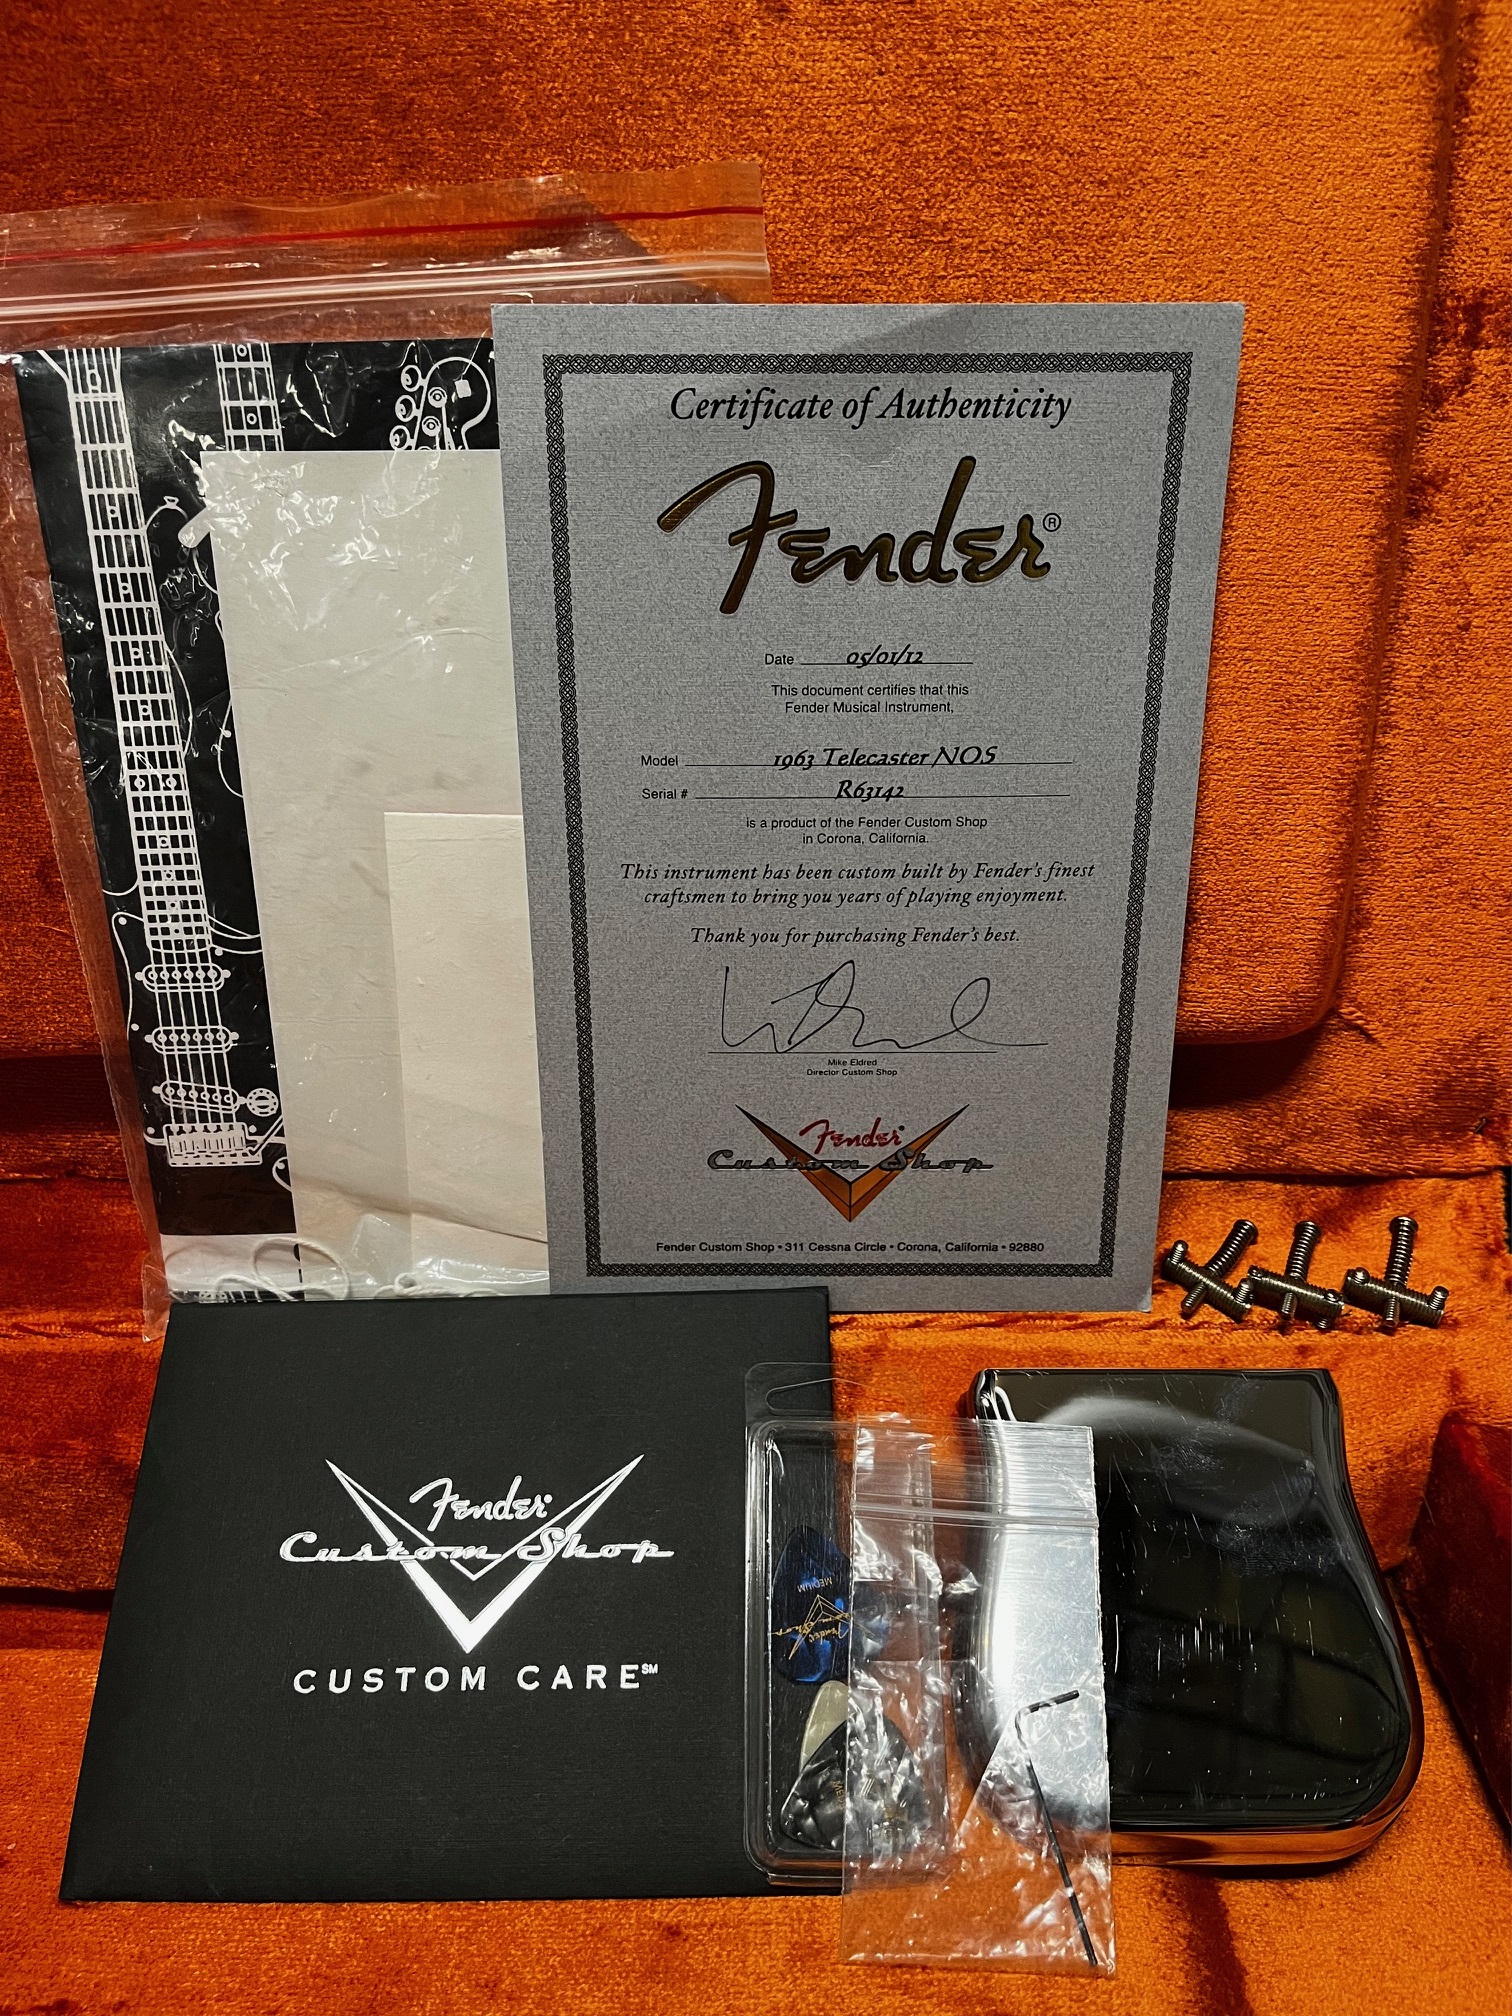 Certificate of Authenticity
Fender®
Date 05/01/12
This document certifies that this
Fender Musical Instrument,
Model 1963 Telecaster NOS
Serial # R63142
is a product of the Fender Custom Shop
in Corona, California.
This instrument has been custom built by Fender's finest
craftsmen to bring you years of playing enjoyment.
Thank you for purchasing Fender's best.
Mike Eldred
Director Custom Shop
Fender
Custom Shop
Fender Custom Shop • 311 Cessna Circle • Corona, California • 92880
Fender
Custom Shop
CUSTOM CARE℠
MEDIUM
Fender